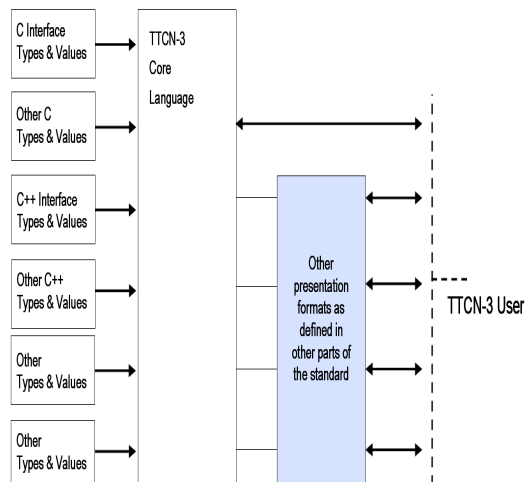 C Interface
Types & Values
Other C
Types & Values
C++ Interface
Types & Values
Other C++
Types & Values
Other
Types & Values
Other
Types & Values
TTCN-3
Core
Language
Other
presentation
formats as
defined in
other parts of
the standard
TTCN-3 User